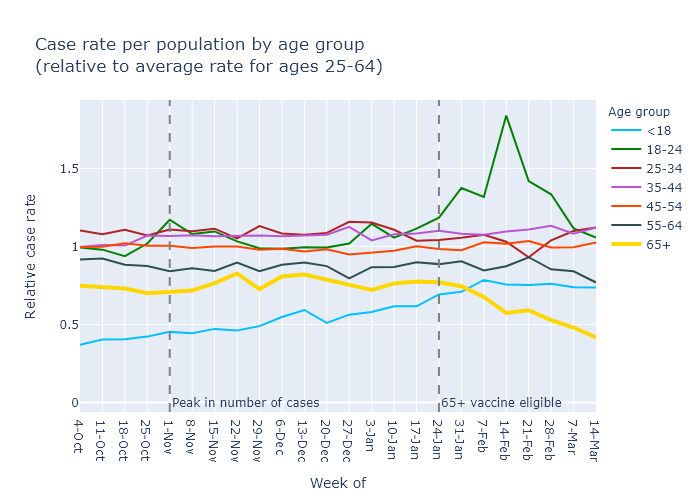 Case rate per population by age group
(relative to average rate for ages 25-64)
Age group
<18
18-24
25-34
35-44
45-54
55-64
65+
Relative case rate
1.5
1
0.5
0
Peak in number of cases
65+ vaccine eligible
4-Oct
11-Oct
18-Oct
25-Oct
1-Nov
8-Nov
15-Nov
22-Nov
29-Nov
6-Dec
13-Dec
20-Dec
27-Dec
3-Jan
10-Jan
17-Jan
24-Jan
31-Jan
7-Feb
14-Feb
21-Feb
28-Feb
7-Mar
14-Mar
Week of